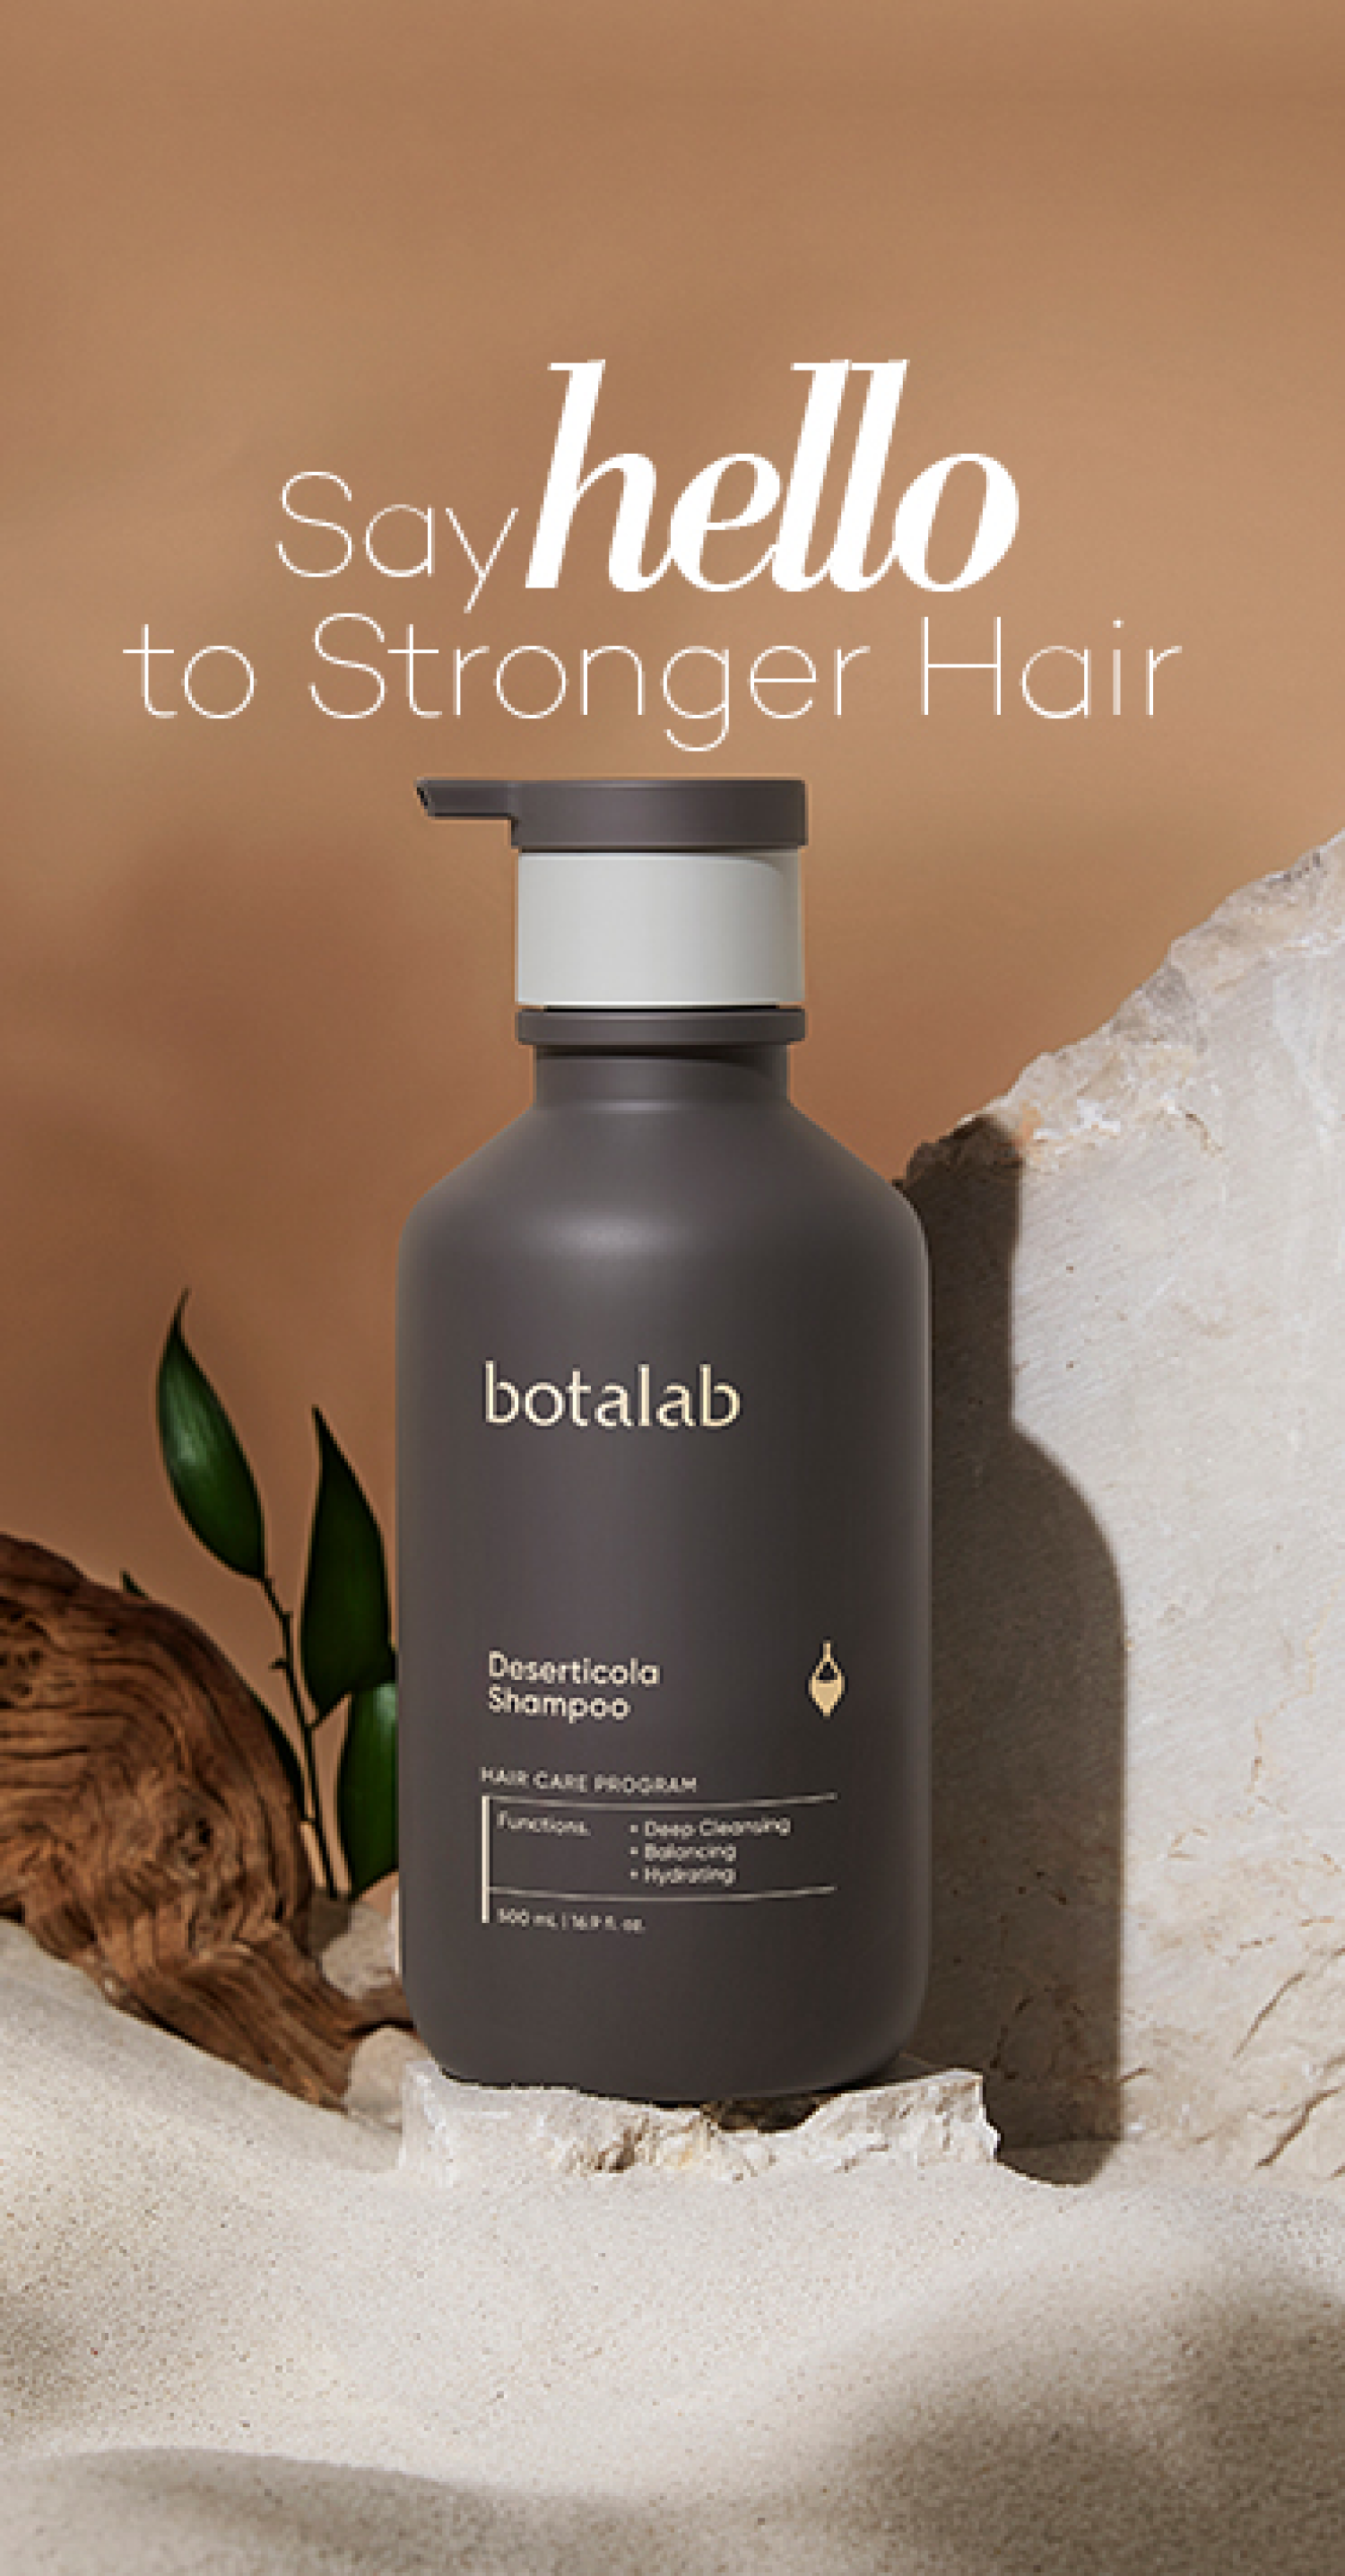 Say hello
to Stronger Hair
botalab
Deserticola
Shampoo
HAIR CARE PROGRAM
Functions. • Deep Cleansing
• Balancing
• Hydrating
500 mL | 16.9 fl. oz.